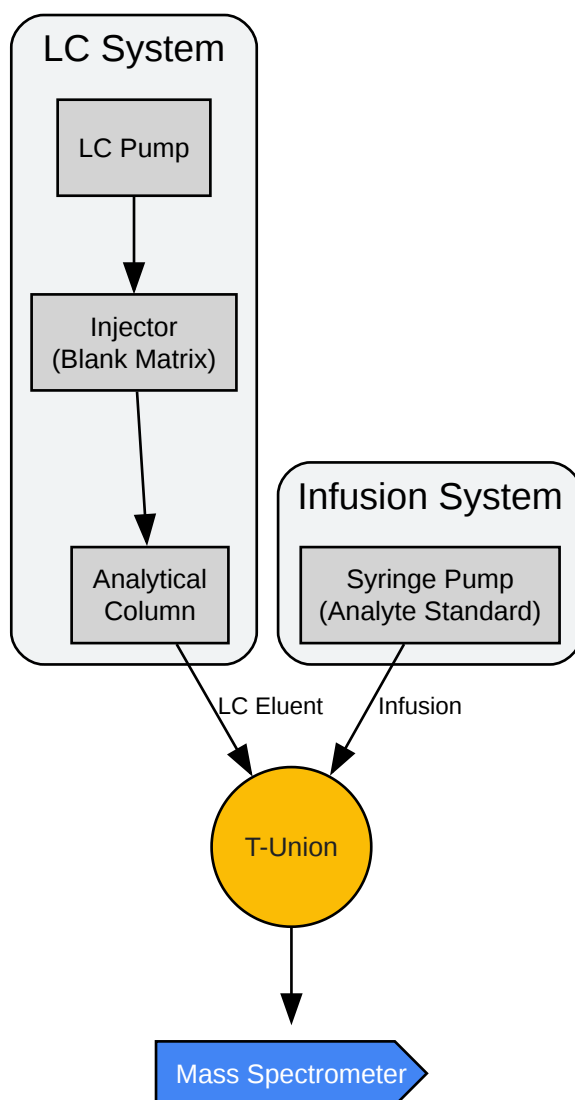 LC System
LC Pump
Injector
(Blank Matrix)
Analytical
Column
Infusion System
Syringe Pump
(Analyte Standard)
LC Eluent
Infusion
T-Union
Mass Spectrometer